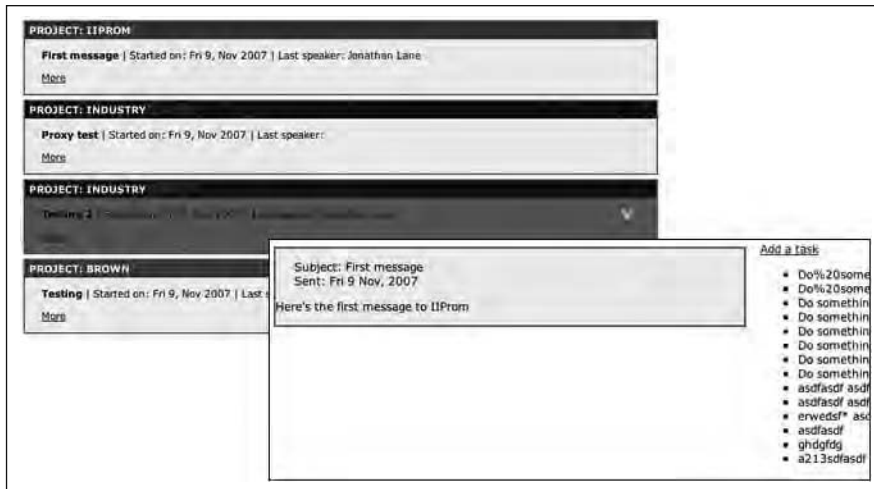 PROJECT: IIPROM
First message | Started on: Fri 9, Nov 2007 | Last speaker: Jonathan Lane
More
PROJECT: INDUSTRY
Proxy test | Started on: Fri 9, Nov 2007 | Last speaker:
More
PROJECT: INDUSTRY
Testing 2
V
PROJECT: BROWN
Testing | Started on: Fri 9, Nov 2007 | Last
More
Subject: First message
Sent: Fri 9 Nov, 2007
Here's the first message to IIProm
Add a task
Do%20some
Do%20some
Do somethin
Do somethin
Do somethin
Do somethin
Do somethin
Do somethin
asdfasdf asdf
asdfasdf asdf
erwedsf* asd
asdfasdf
ghdgfdg
a213sdfasdf